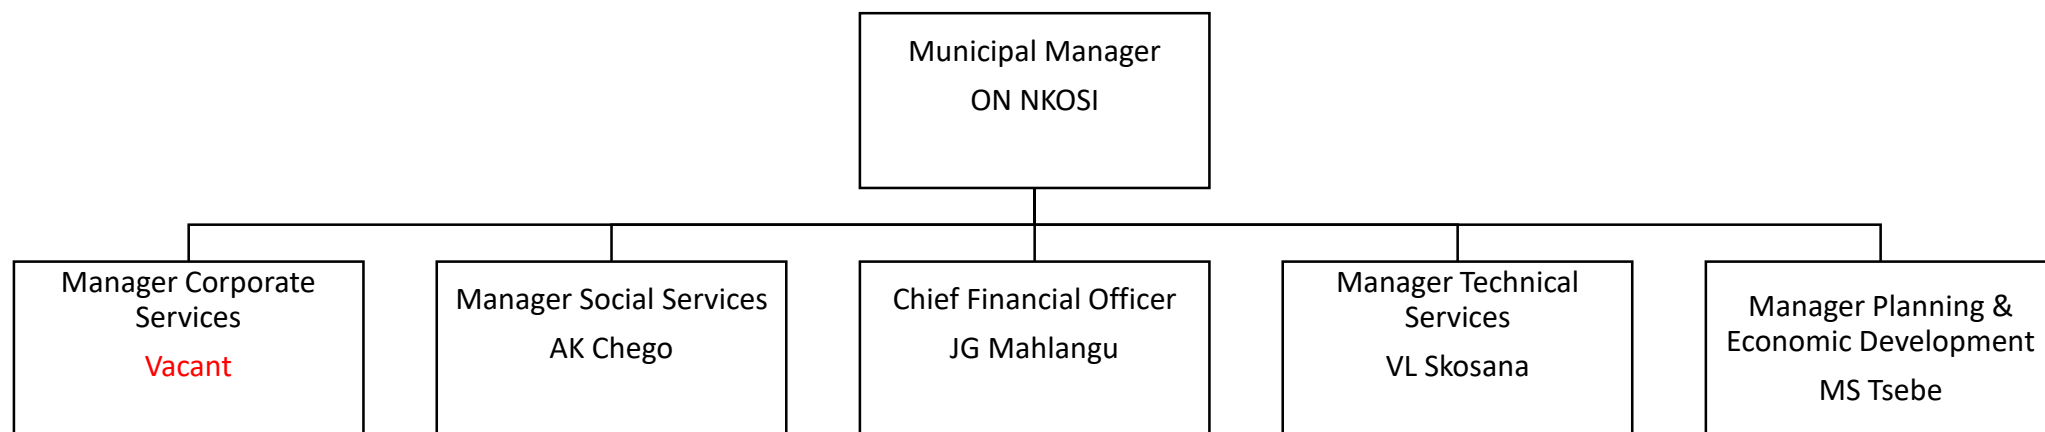 Municipal Manager
ON NKOSI
Manager Corporate
Services
Vacant
Manager Social Services
AK Chego
Chief Financial Officer
JG Mahlangu
Manager Technical
Services
VL Skosana
Manager Planning &
Economic Development
MS Tsebe